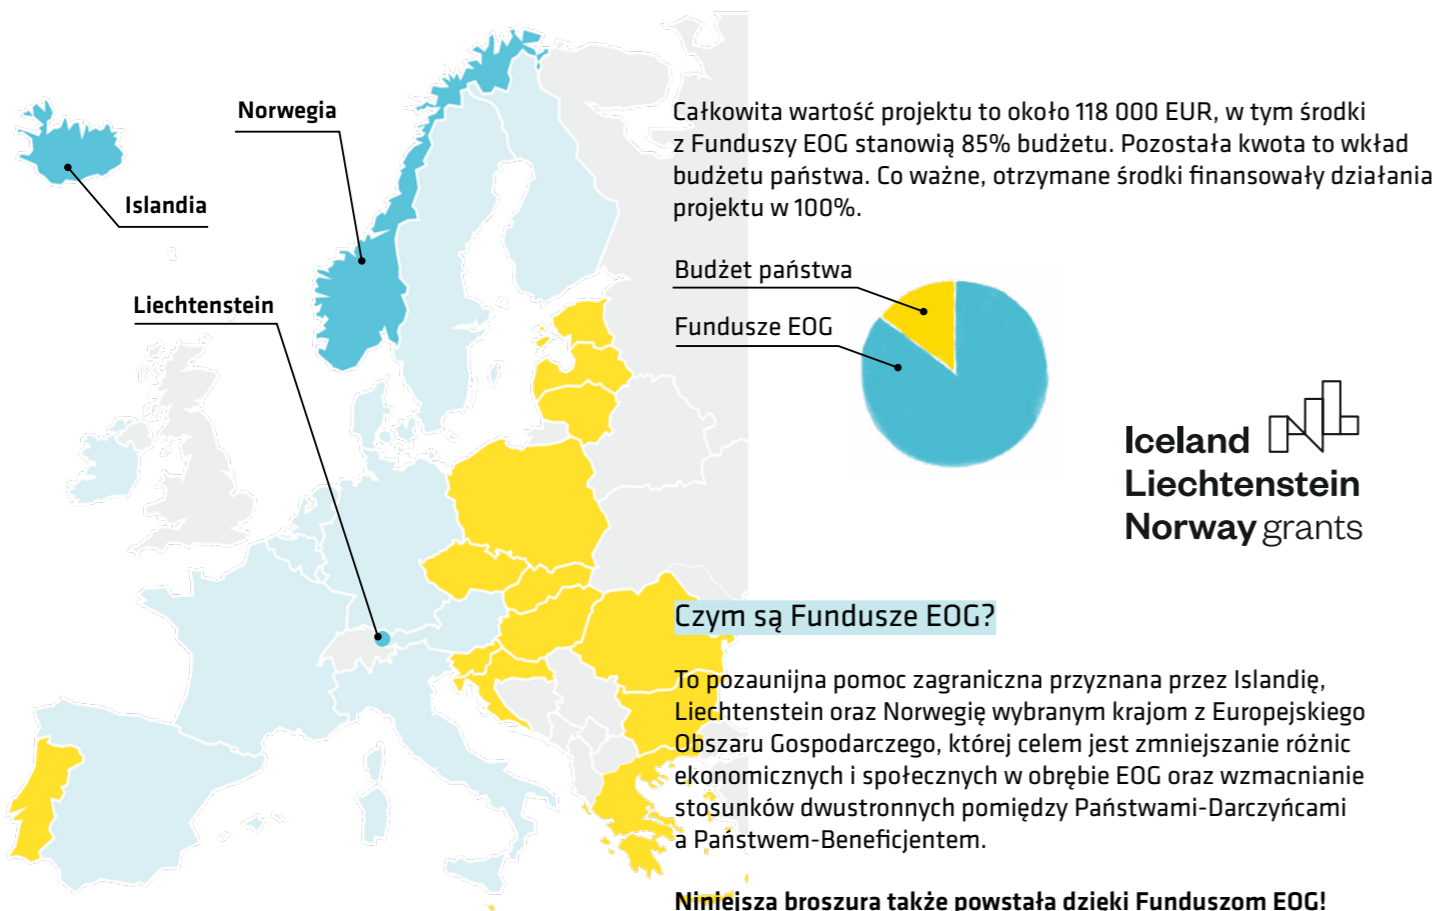 Norwegia
Islandia
Liechtenstein
Całkowita wartość projektu to około 118 000 EUR, w tym środki
z Funduszy EOG stanowią 85% budżetu. Pozostała kwota to wkład
budżetu państwa. Co ważne, otrzymane środki finansowały działania
projektu w 100%.
Budżet państwa
Fundusze EOG
Iceland
Liechtenstein
Norway grants
Czym są Fundusze EOG?
To pozaunijna pomoc zagraniczna przyznana przez Islandię,
Liechtenstein oraz Norwegię wybranym krajom z Europejskiego
Obszaru Gospodarczego, której celem jest zmniejszanie różnic
ekonomicznych i społecznych w obrębie EOG oraz wzmacnianie
stosunków dwustronnych pomiędzy Państwami-Darczyńcami
a Państwem-Beneficjentem.
Niniejsza broszura także powstała dzięki Funduszom EOG!